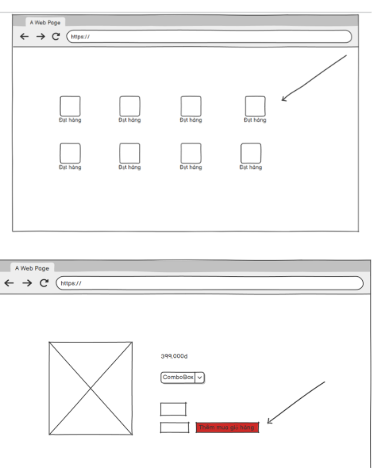 A Web Page
https://
Đặt hàng Đặt hàng Đặt hàng Đặt hàng
Đặt hàng Đặt hàng Đặt hàng Đặt hàng
A Web Page
https://
399,000đ
ComboBox
Thêm mua giỏ hàng